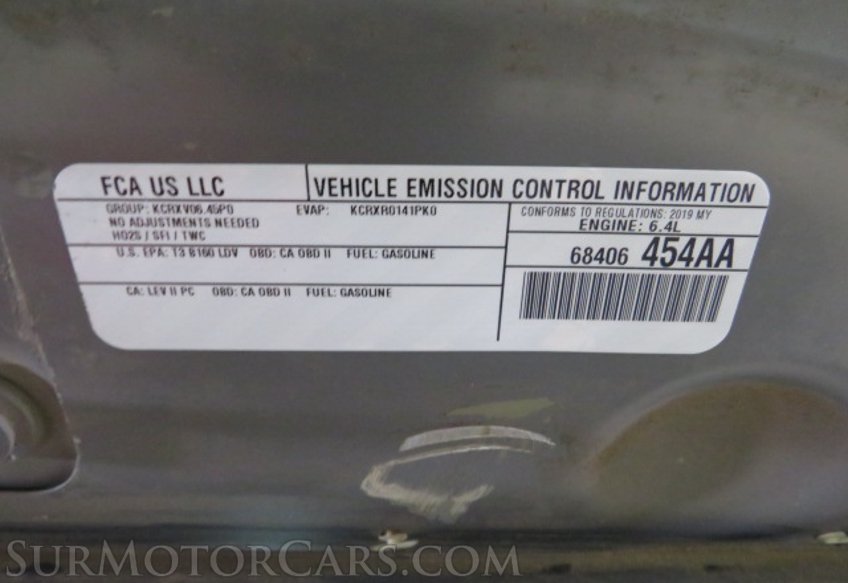 FCA US LLC
VEHICLE EMISSION CONTROL INFORMATION
GROUP: KCRXV06.45P0 EVAP: KCRXR0141PK0
NO ADJUSTMENTS NEEDED
HO2S / SFI / TWC
U.S. EPA: T3 B160 LDV OBD: CA OBD II FUEL: GASOLINE
CA: LEV II PC OBD: CA OBD II FUEL: GASOLINE
CONFORMS TO REGULATIONS: 2019 MY
ENGINE: 6.4L
68406 454AA
SURMOTORCARS.COM